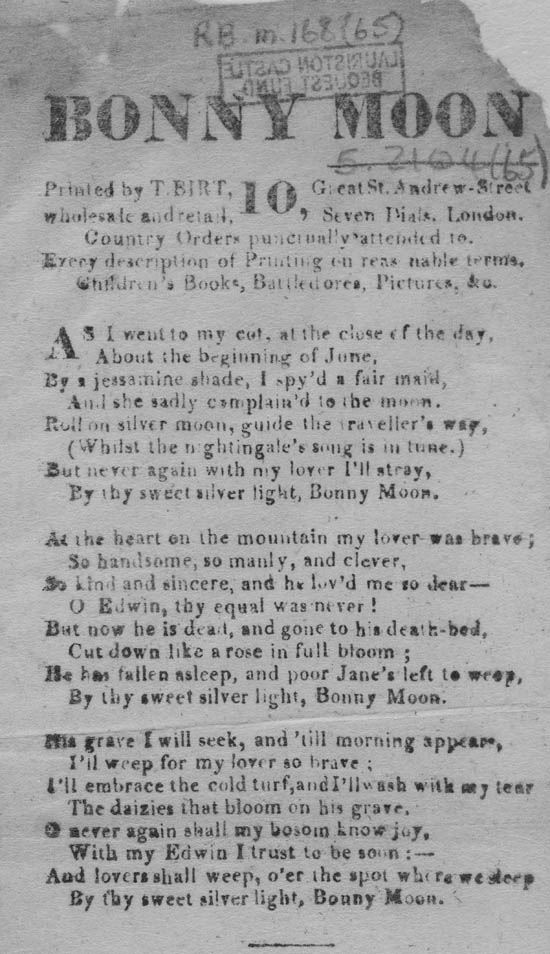 RB.m.168(65)
LAURISTON CASTLE
BEQUEST FUND
BONNY MOON
5.2104(65)
Printed by T. BIRT, 10, Great St. Andrew-Street
wholesale and retail, Seven Dials, London.
Country Orders punctually attended to.
Every description of Printing on reas nable terms.
Children's Books, Battledores, Pictures, &c.
AS I went to my cot, at the close of the day,
About the beginning of June,
By a jessamine shade, I spy'd a fair maid,
And she sadly complain'd to the moon.
Roll on silver moon, guide the traveller's way,
(Whilst the nightingale's song is in tune.)
But never again with my lover I'll stray,
By thy sweet silver light, Bonny Moon.
As the heart on the mountain my lover was brave;
So handsome, so manly, and clever,
So kind and sincere, and he lov'd me so dear—
O Edwin, thy equal was never!
But now he is dead, and gone to his death-bed,
Cut down like a rose in full bloom;
He has fallen asleep, and poor Jane's left to weep,
By thy sweet silver light, Bonny Moon.
His grave I will seek, and 'till morning appears,
I'll weep for my lover so brave;
I'll embrace the cold turf, and I'll wash with my tear
The daizies that bloom on his grave.
O never again shall my bosom know joy,
With my Edwin I trust to be soon:—
And lovers shall weep, o'er the spot where we sleep
By thy sweet silver light, Bonny Moon.